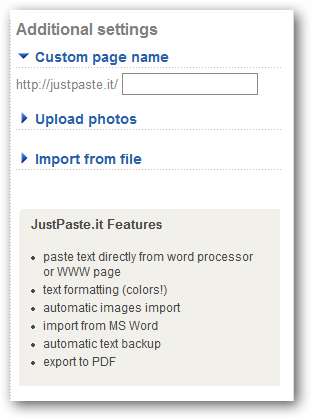 Additional settings
Custom page name
http://justpaste.it/
Upload photos
Import from file
JustPaste.it Features
paste text directly from word processor
or WWW page
text formatting (colors!)
automatic images import
import from MS Word
automatic text backup
export to PDF